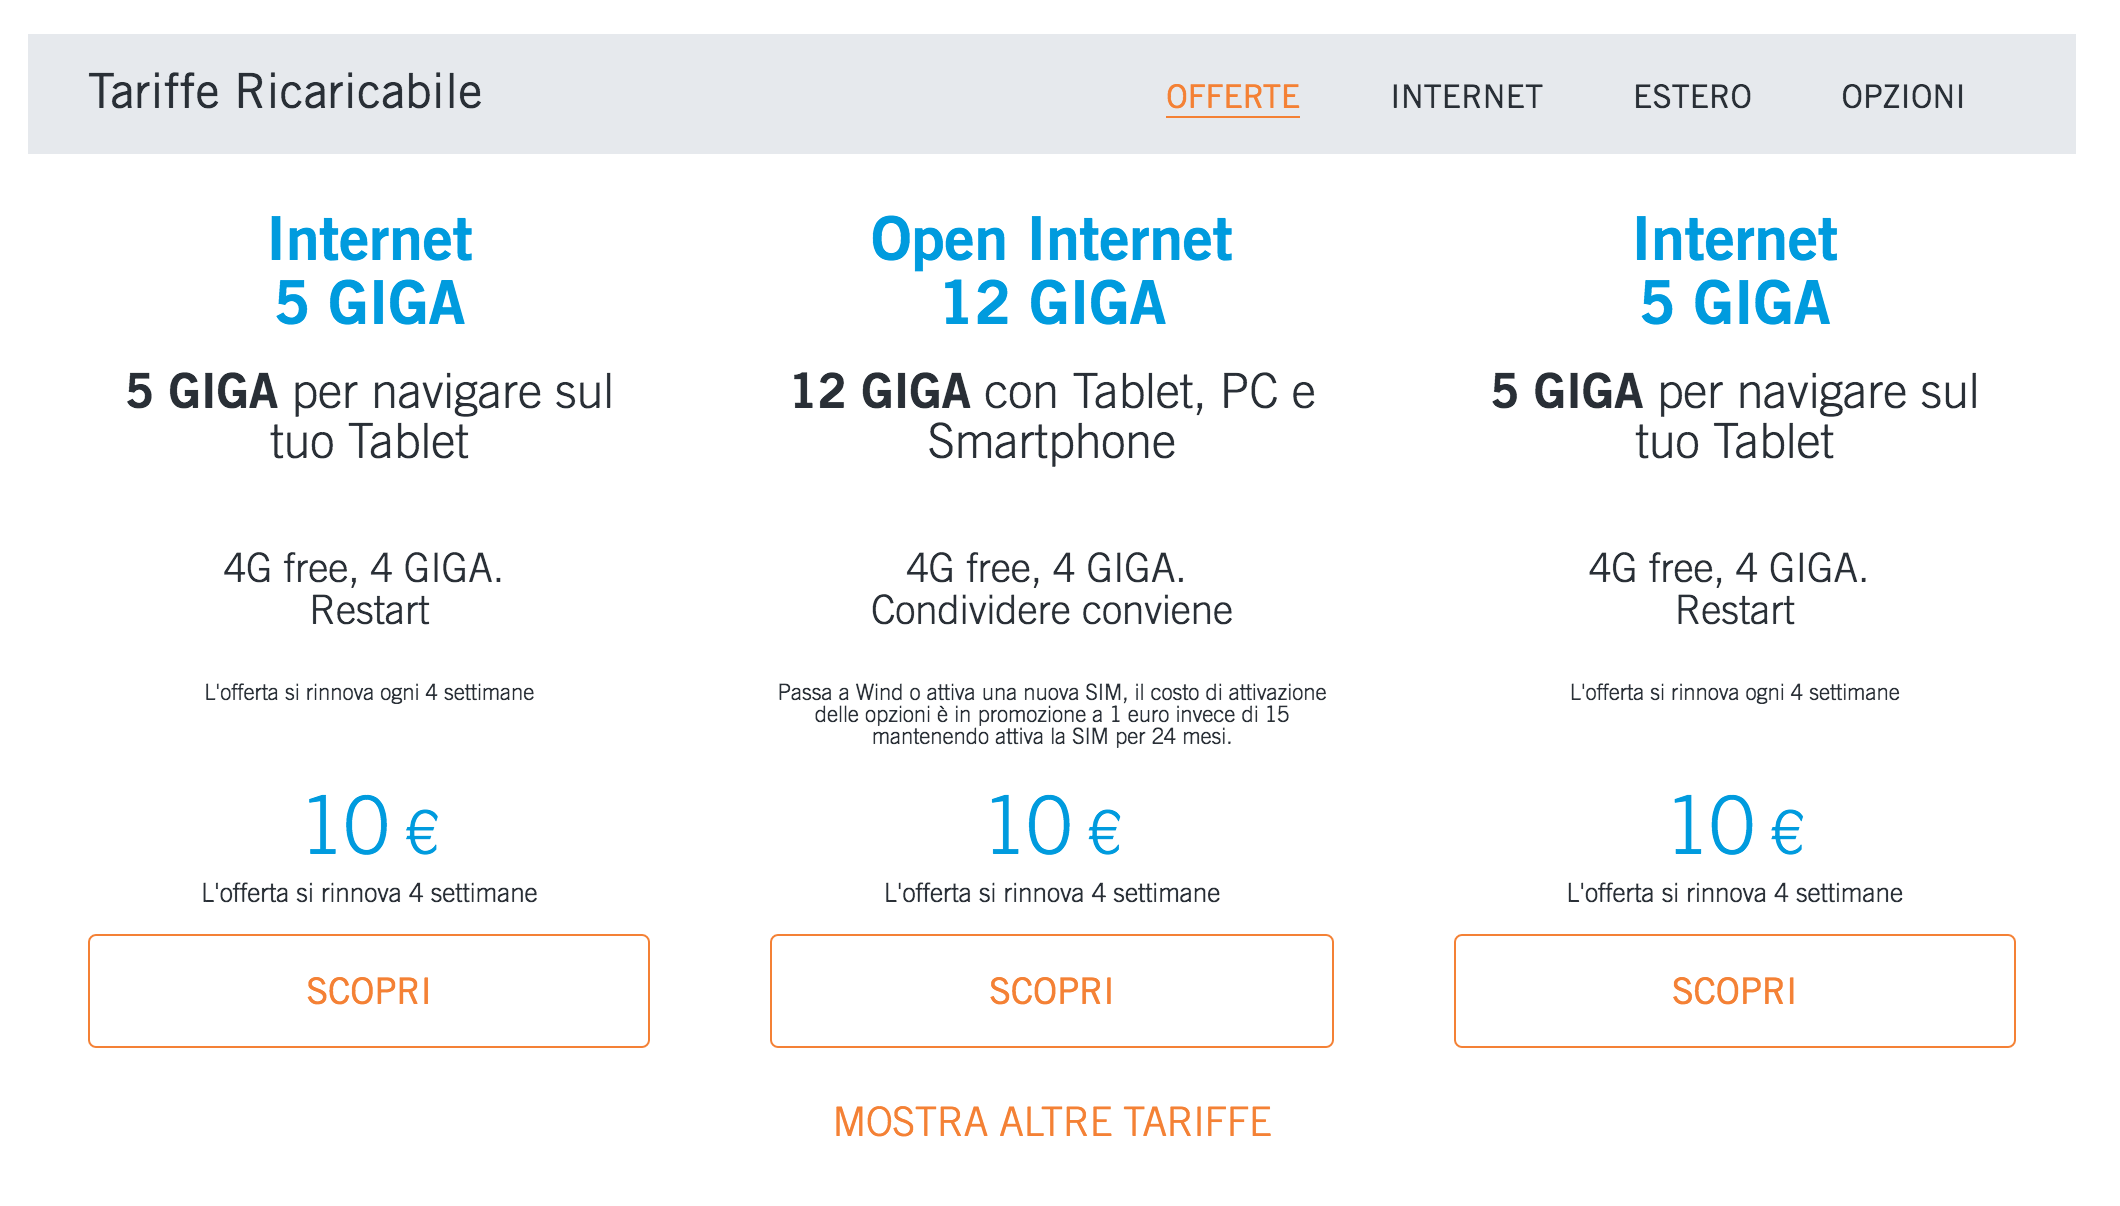 Tariffe Ricaricabile
OFFERTE
INTERNET
ESTERO
OPZIONI
Internet
5 GIGA
5 GIGA per navigare sul
tuo Tablet
4G free, 4 GIGA.
Restart
L'offerta si rinnova ogni 4 settimane
10 €
L'offerta si rinnova 4 settimane
SCOPRI
Open Internet
12 GIGA
12 GIGA con Tablet, PC e
Smartphone
4G free, 4 GIGA.
Condividere conviene
Passa a Wind o attiva una nuova SIM, il costo di attivazione
delle opzioni è in promozione a 1 euro invece di 15
mantenendo attiva la SIM per 24 mesi.
10 €
L'offerta si rinnova 4 settimane
SCOPRI
Internet
5 GIGA
5 GIGA per navigare sul
tuo Tablet
4G free, 4 GIGA.
Restart
L'offerta si rinnova ogni 4 settimane
10 €
L'offerta si rinnova 4 settimane
SCOPRI
MOSTRA ALTRE TARIFFE